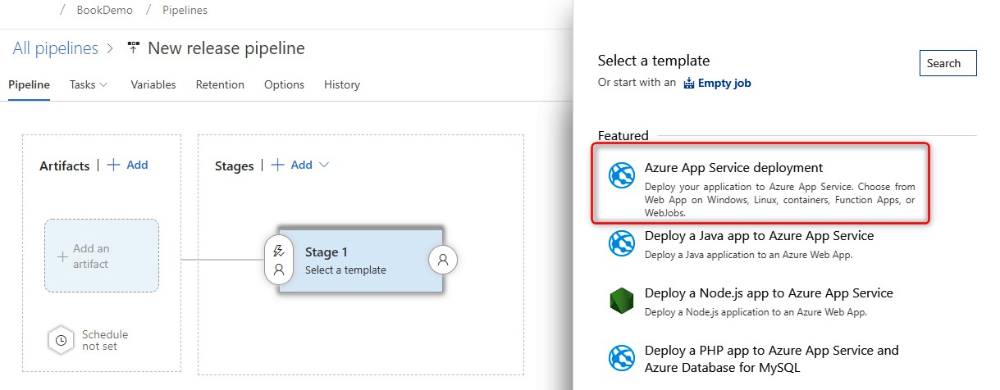 / BookDemo / Pipelines
All pipelines > New release pipeline
Pipeline Tasks Variables Retention Options History
Artifacts | + Add
Stages | + Add
+ Add an
artifact
Stage 1
Select a template
Schedule
not set
Select a template
Search
Or start with an Empty job
Featured
Azure App Service deployment
Deploy your application to Azure App Service. Choose from
Web App on Windows, Linux, containers, Function Apps, or
WebJobs.
Deploy a Java app to Azure App Service
Deploy a Java application to an Azure Web App.
Deploy a Node.js app to Azure App Service
Deploy a Node.js application to an Azure Web App.
Deploy a PHP app to Azure App Service and
Azure Database for MySQL